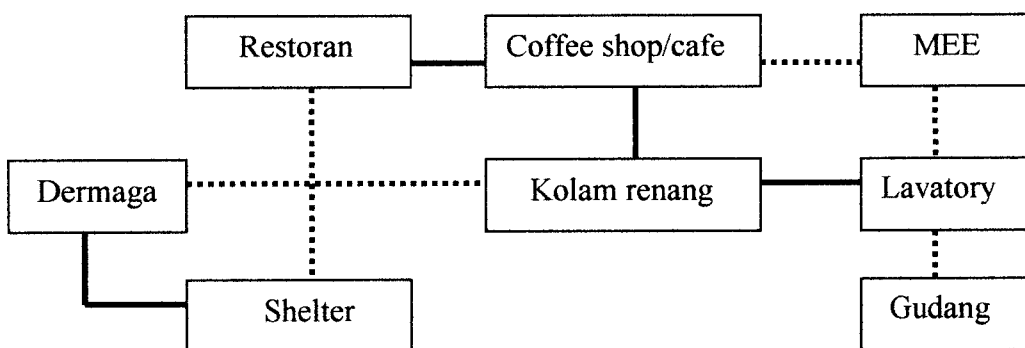 Restoran
Coffee shop/cafe
MEE
Dermaga
Kolam renang
Lavatory
Shelter
Gudang